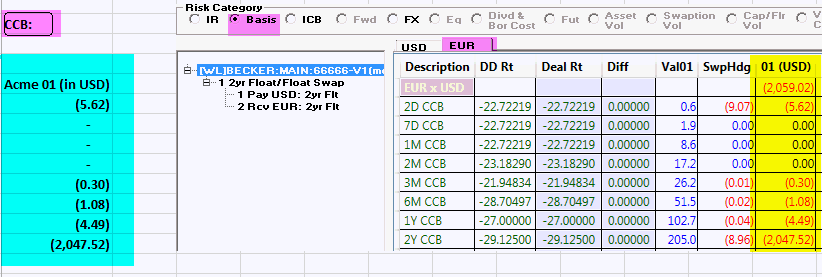 Risk Category
CCB:
IR Basis ICB Fwd FX Eq Divd & Bor Cost Fut Asset Vol Swaption Vol Cap/Flr Vol
USD EUR
Description DD Rt Deal Rt Diff Val01 SwpHdg 01 (USD)
[WL]BECKER:MAIN:66666-V1(m
1 2yr Float/Float Swap
1 Pay USD: 2yr Flt
2 Rcv EUR: 2yr Flt
Acme 01 (in USD)
(5.62)
-
-
-
(0.30)
(1.08)
(4.49)
(2,047.52)
EUR x USD (2,059.02)
2D CCB -22.72219 -22.72219 0.00000 0.6 (9.07) (5.62)
7D CCB -22.72219 -22.72219 0.00000 1.9 0.00 0.00
1M CCB -22.72219 -22.72219 0.00000 8.6 0.00 0.00
2M CCB -23.18290 -23.18290 0.00000 17.2 0.00 0.00
3M CCB -21.94834 -21.94834 0.00000 26.2 (0.01) (0.30)
6M CCB -28.70497 -28.70497 0.00000 51.5 (0.02) (1.08)
1Y CCB -27.00000 -27.00000 0.00000 102.7 (0.04) (4.49)
2Y CCB -29.12500 -29.12500 0.00000 205.0 (8.96) (2,047.52)